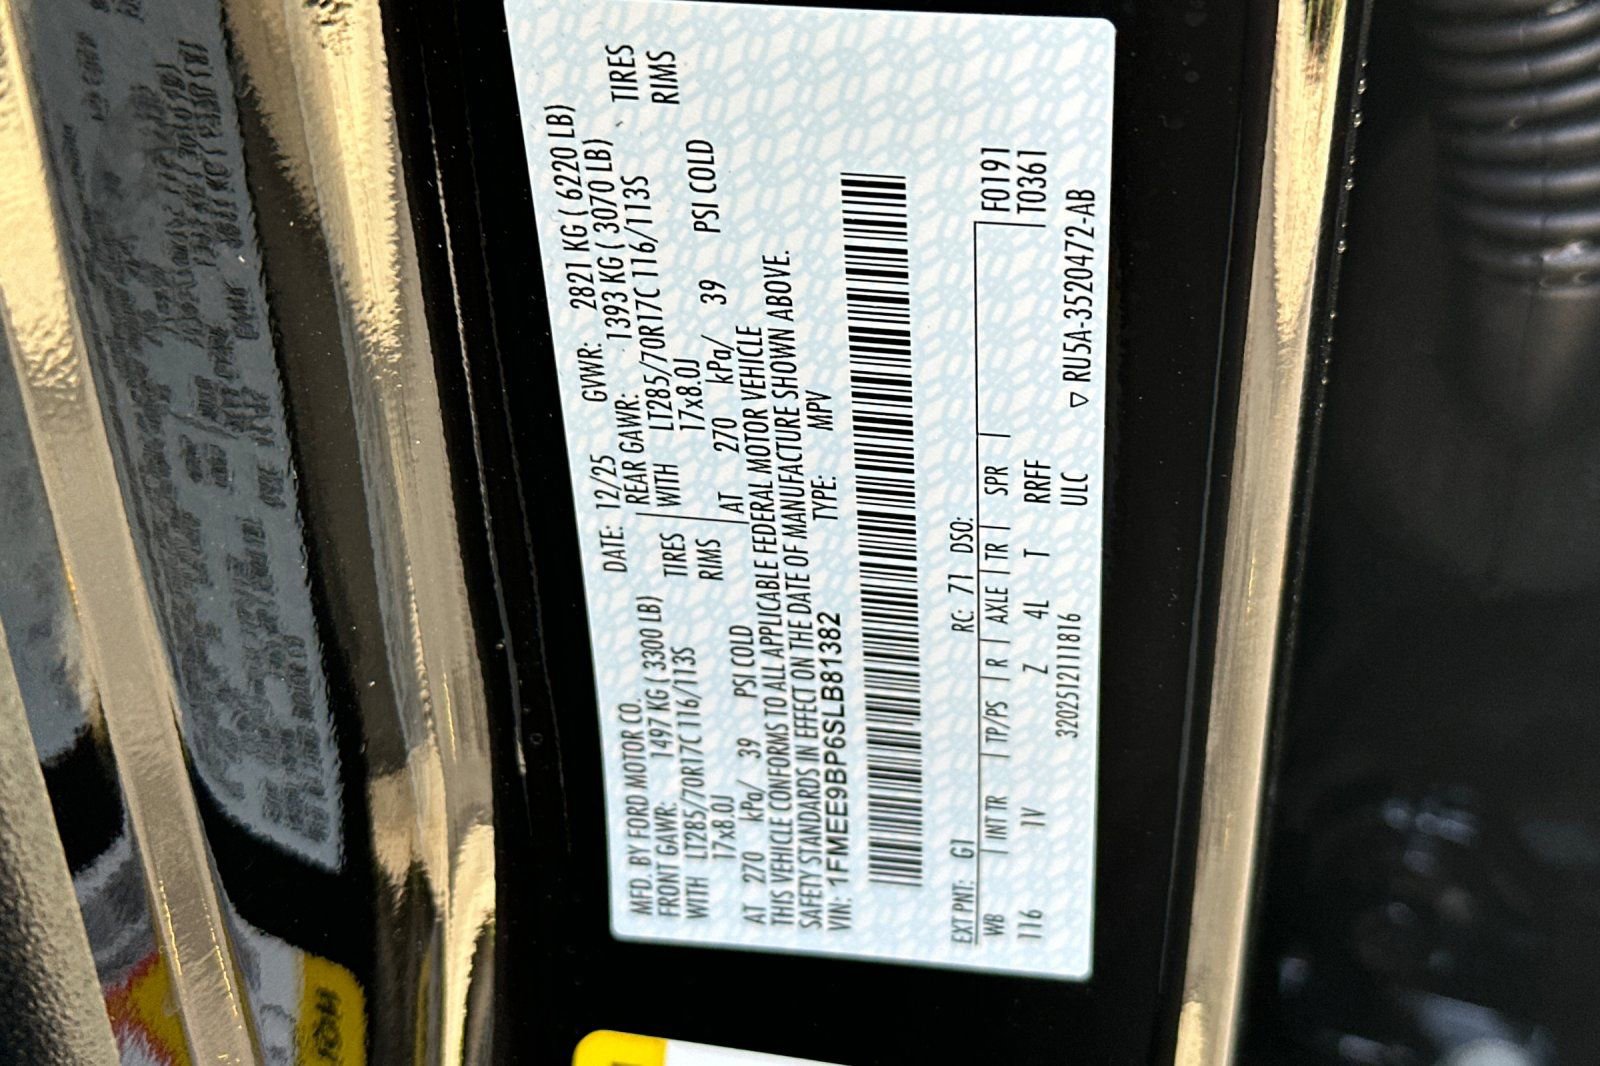 MFD. BY FORD MOTOR CO.
DATE: 12/25 GVWR: 2821 KG ( 6220 LB)
FRONT GAWR: 1497 KG ( 3300 LB) REAR GAWR: 1393 KG ( 3070 LB)
WITH LT285/70R17C 116/113S TIRES WITH LT285/70R17C 116/113S TIRES
17x8.0J RIMS 17x8.0J RIMS
AT 270 kPa/ 39 PSI COLD AT 270 kPa/ 39 PSI COLD
THIS VEHICLE CONFORMS TO ALL APPLICABLE FEDERAL MOTOR VEHICLE
SAFETY STANDARDS IN EFFECT ON THE DATE OF MANUFACTURE SHOWN ABOVE.
VIN: 1FMEE9BP6SLB81382 TYPE: MPV
EXT PNT: G1 RC: 71 DSO:
WB INT TR TP/PS R AXLE TR SPR F0191
116 1V Z 4L T RRFF T0361
32025121111816 ULC ▽ RU5A-3520472-AB